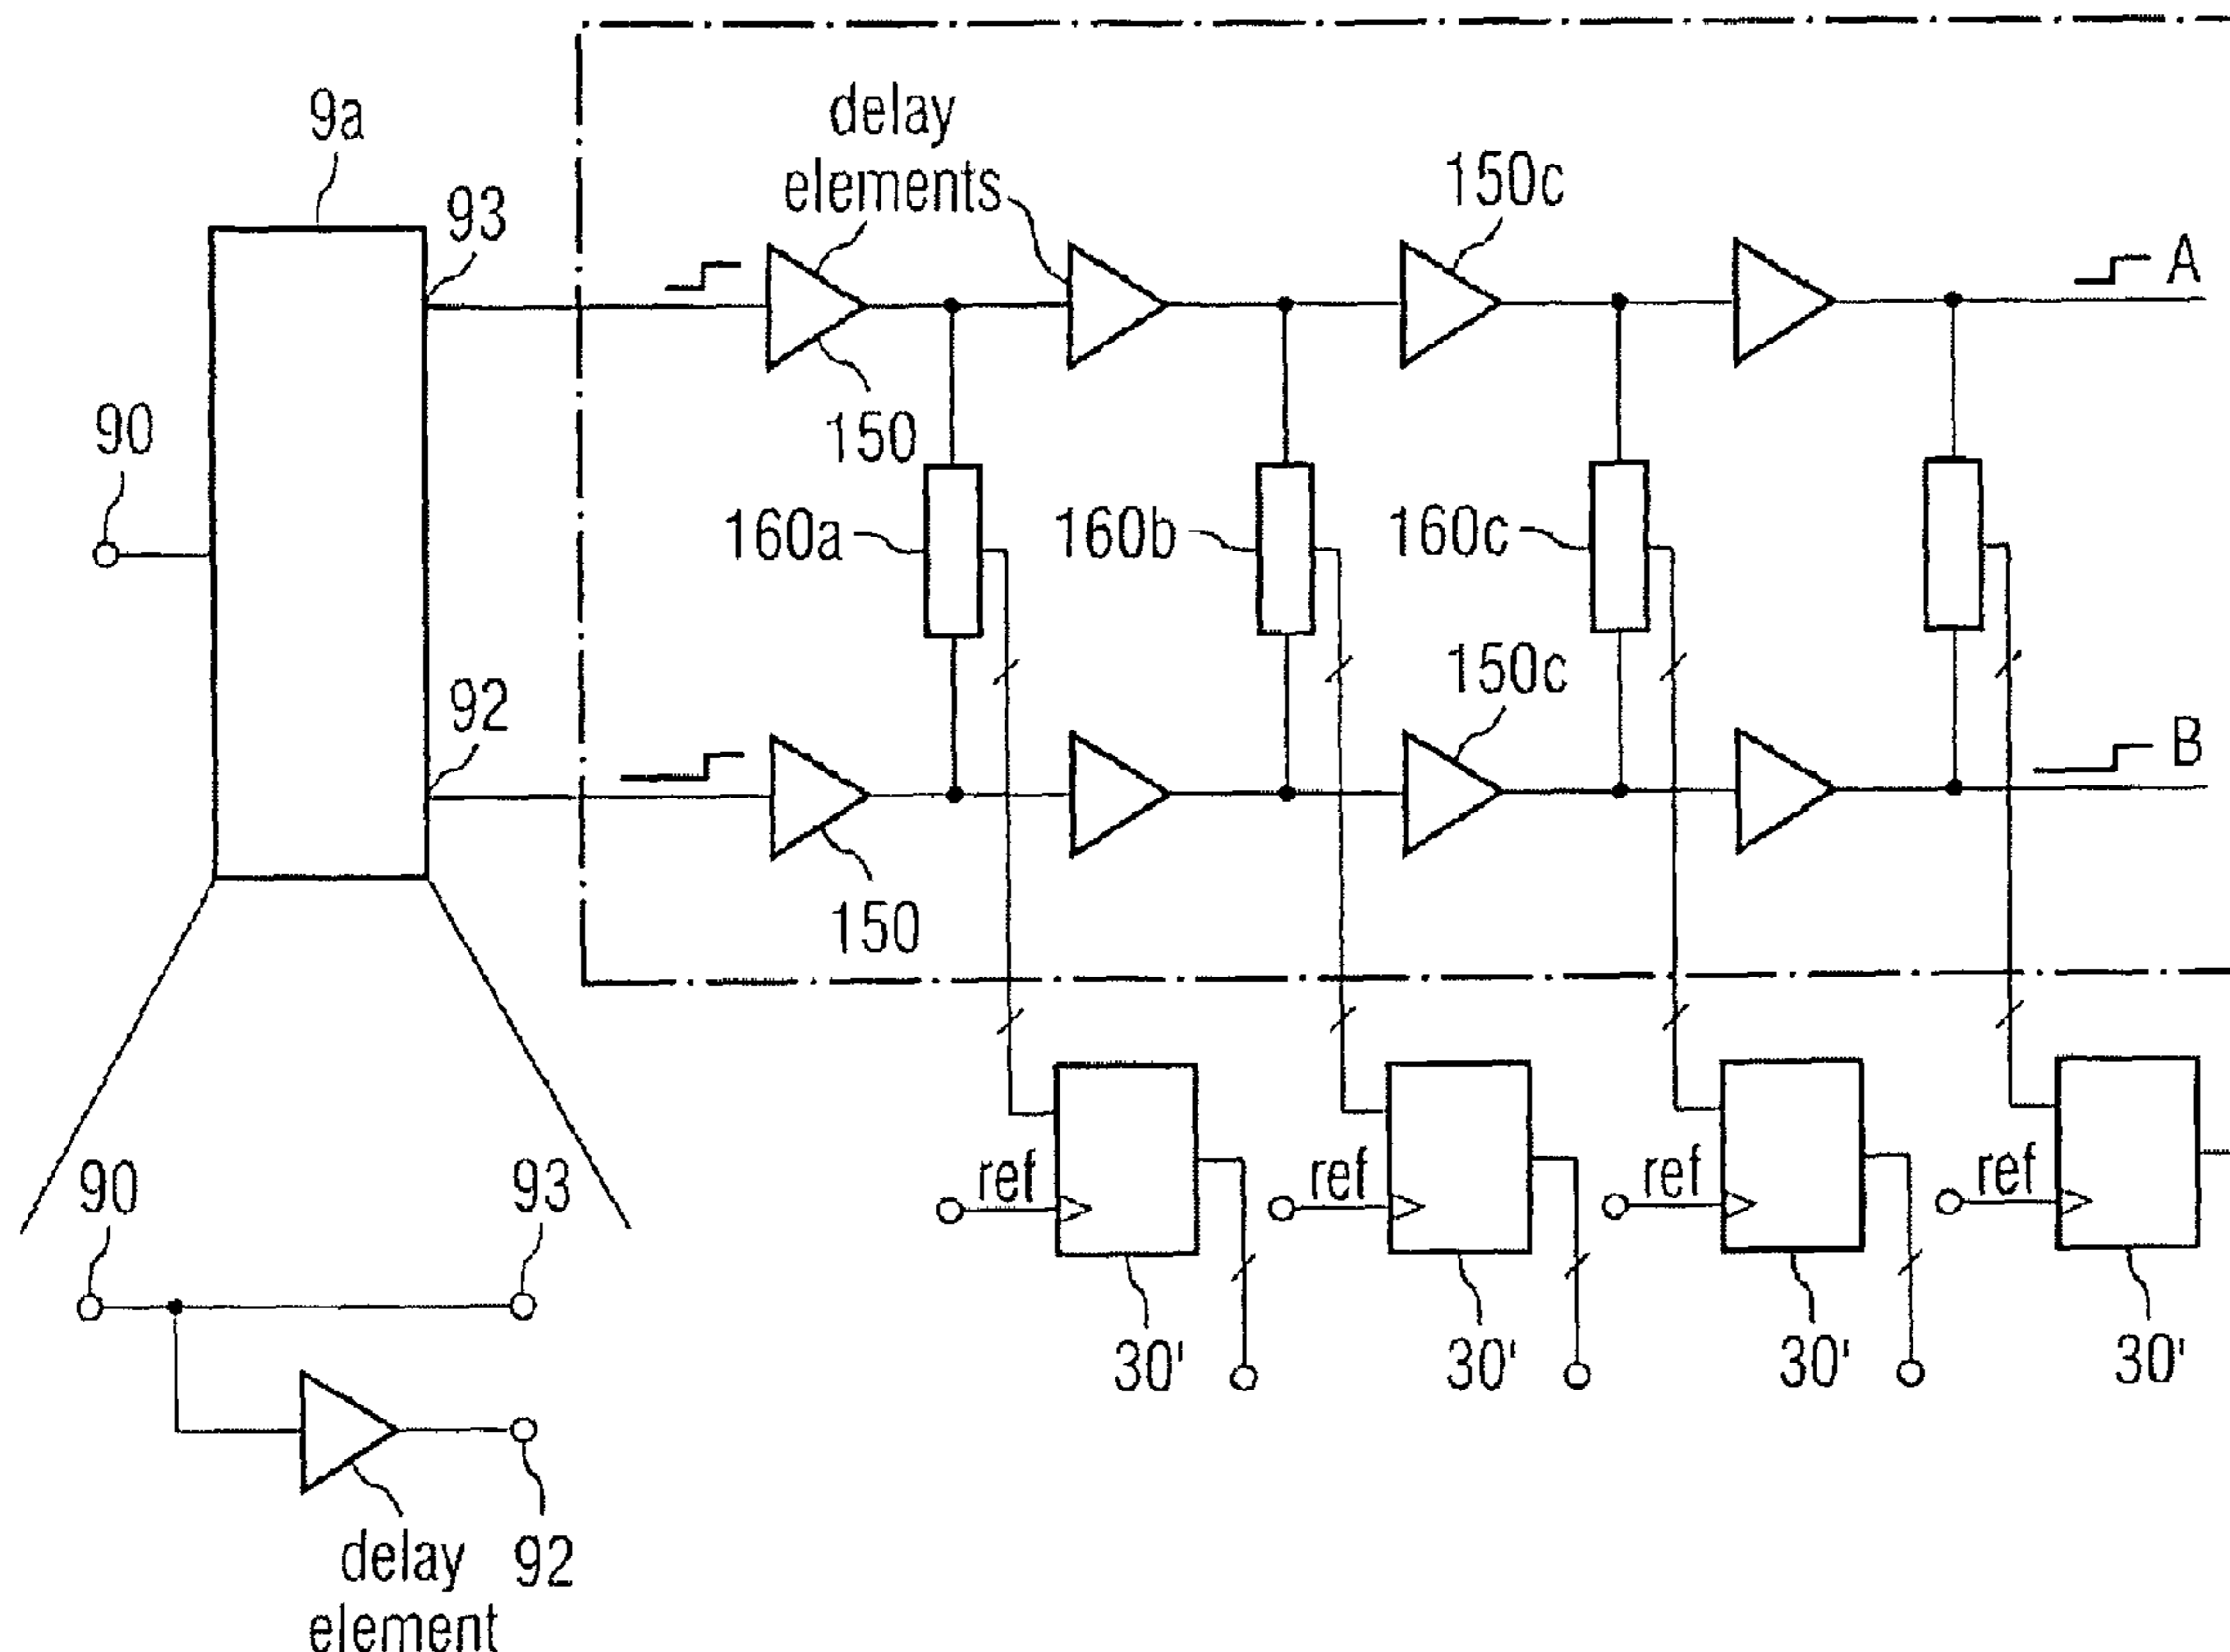 9a
delay
elements
93
150c
A
90
150
160a
160b
160c
92
150c
B
150
90
93
ref
ref
ref
ref
30'
30'
30'
30'
delay
element
92